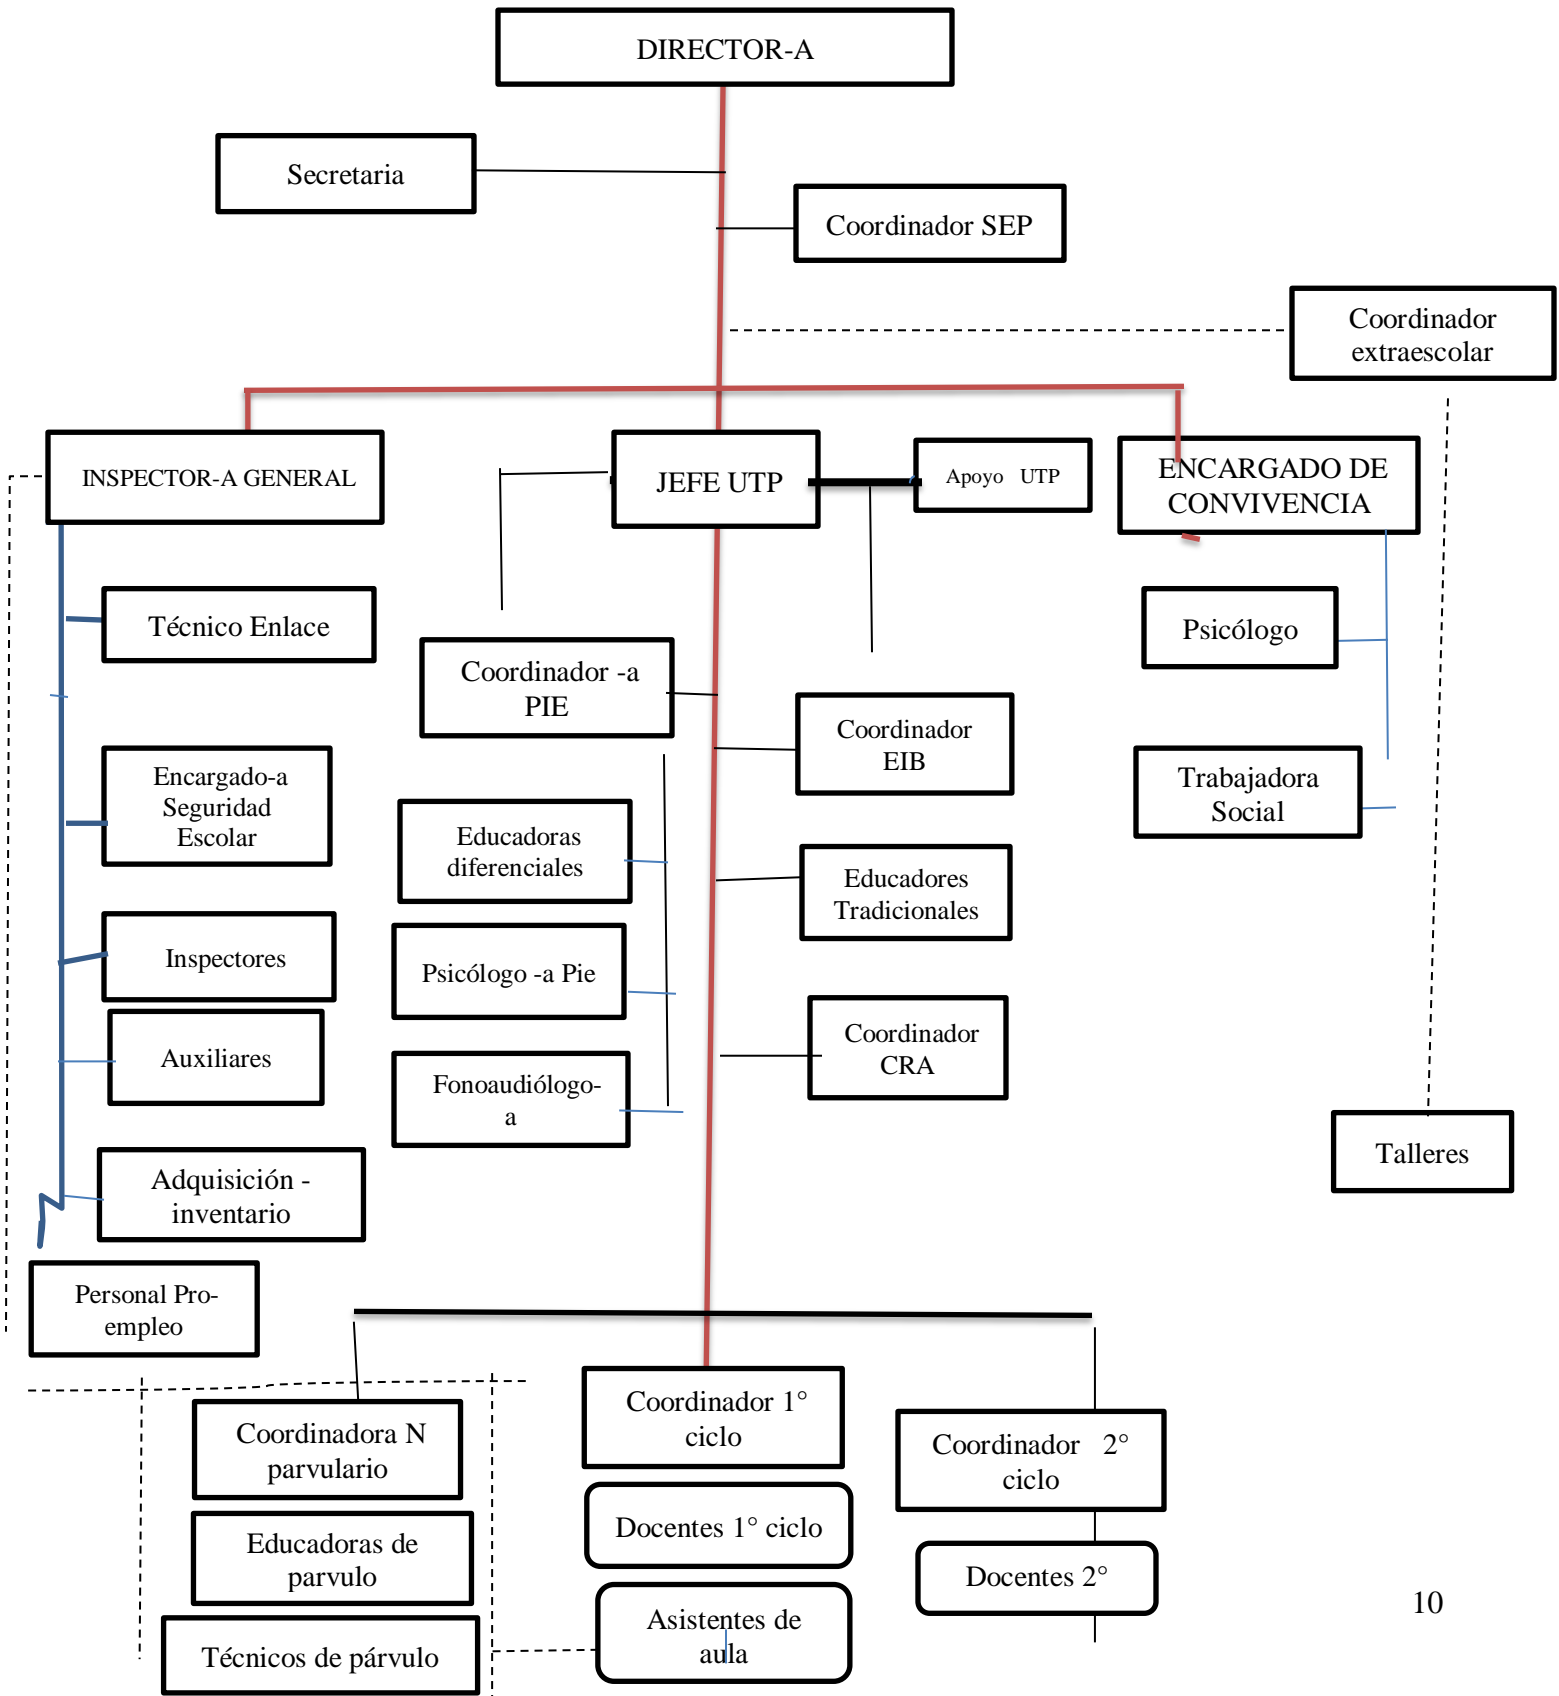 DIRECTOR-A
Secretaria
Coordinador SEP
Coordinador
extraescolar
INSPECTOR-A GENERAL
JEFE UTP
Apoyo UTP
ENCARGADO DE
CONVIVENCIA
Técnico Enlace
Psicólogo
Coordinador -a
PIE
Coordinador
EIB
Encargado-a
Seguridad
Escolar
Trabajadora
Social
Educadoras
diferenciales
Educadores
Tradicionales
Inspectores
Psicólogo -a Pie
Coordinador
CRA
Auxiliares
Fonoaudiólogo-
a
Talleres
Adquisición -
inventario
Personal Pro-
empleo
Coordinadora N
parvulario
Coordinador 1°
ciclo
Coordinador 2°
ciclo
Educadoras de
parvulo
Docentes 1° ciclo
Docentes 2°
Técnicos de párvulo
Asistentes de
aula
10